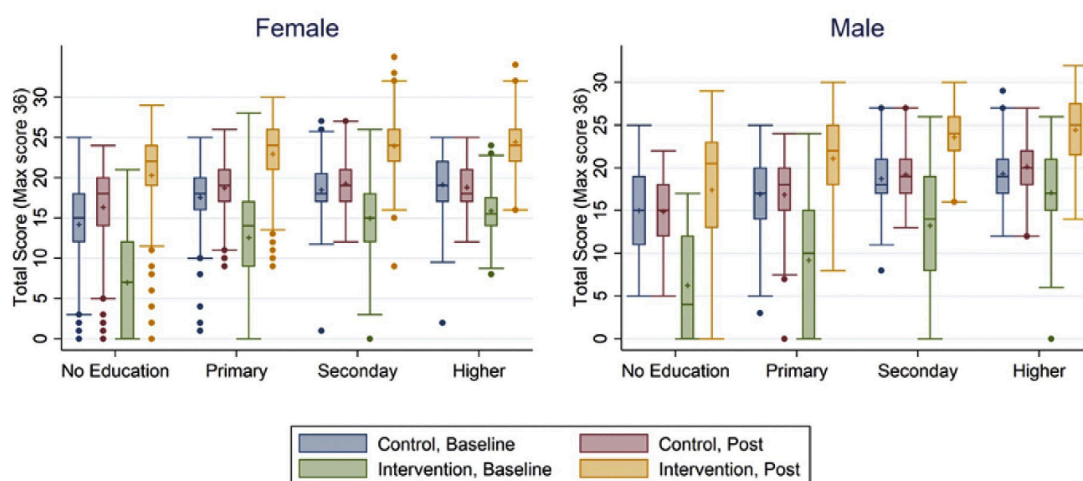 Female
Male
Total Score (Max score 36)
30
25
20
15
10
5
0
No Education Primary Seconday Higher
Total Score (Max score 36)
30
25
20
15
10
5
0
No Education Primary Seconday Higher
Control, Baseline Control, Post
Intervention, Baseline Intervention, Post